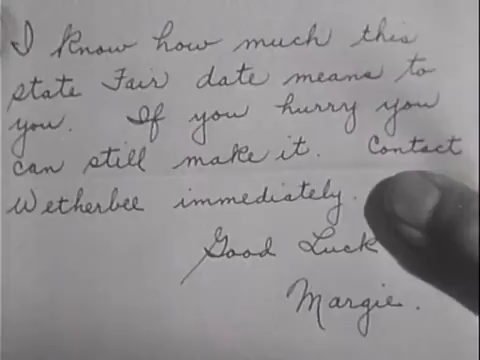 I know how much this
state Fair date means to
you. If you hurry you
can still make it. Contact
Wetherbee immediately.
Good Luck
Margie.